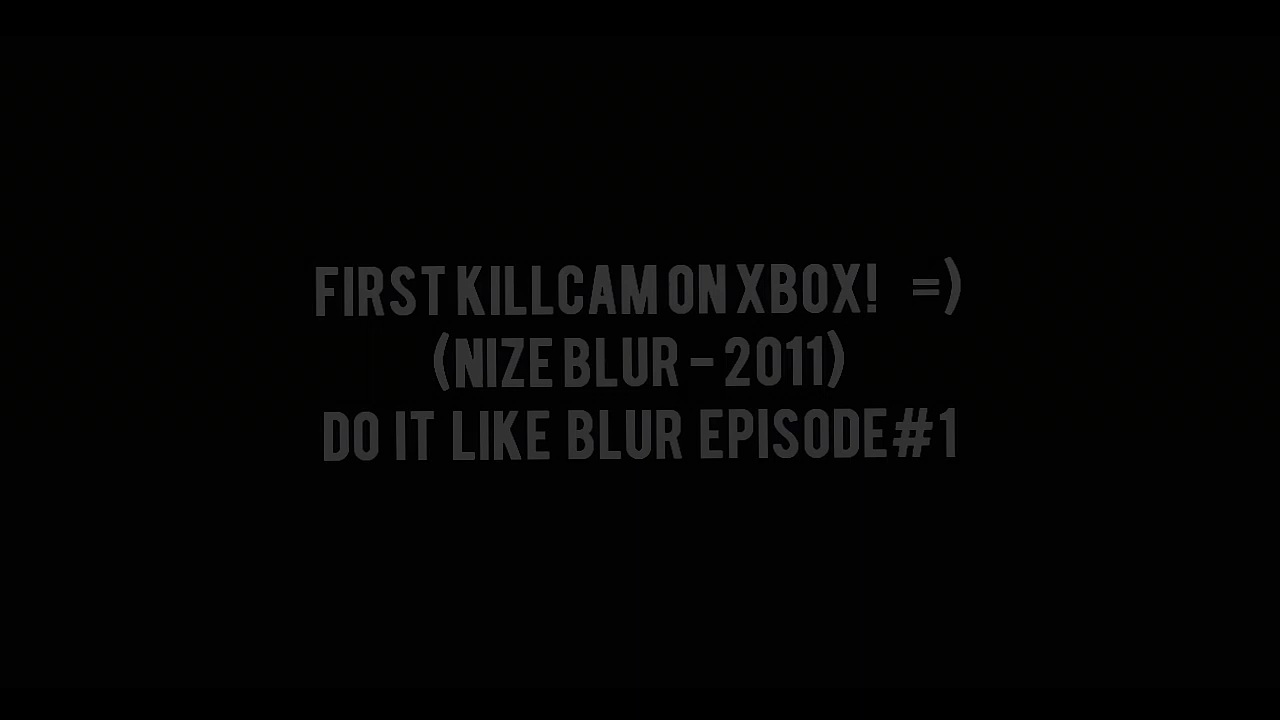 FIRST KILLCAM ON XBOX! =)
(NIZE BLUR - 2011)
DO IT LIKE BLUR EPISODE #1